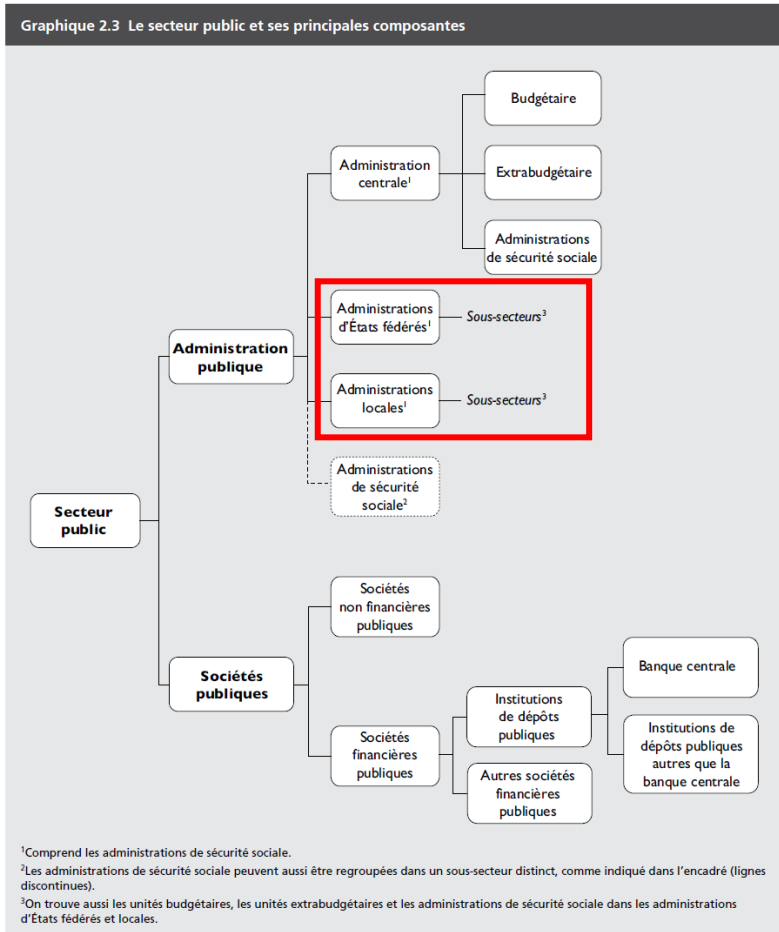 Graphique 2.3 Le secteur public et ses principales composantes
Budgétaire
Administration
centrale¹
Extrabudgétaire
Administrations
de sécurité sociale
Administrations
d'États fédérés¹
Sous-secteurs³
Administration
publique
Administrations
locales¹
Sous-secteurs³
Administrations
de sécurité
sociale²
Secteur
public
Sociétés
non financières
publiques
Sociétés
publiques
Banque centrale
Institutions
de dépôts
publiques
Sociétés
financières
publiques
Institutions de
dépôts publiques
autres que la
banque centrale
Autres sociétés
financières
publiques
¹Comprend les administrations de sécurité sociale.
²Les administrations de sécurité sociale peuvent aussi être regroupées dans un sous-secteur distinct, comme indiqué dans l'encadré (lignes
discontinues).
³On trouve aussi les unités budgétaires, les unités extrabudgétaires et les administrations de sécurité sociale dans les administrations
d'États fédérés et locales.